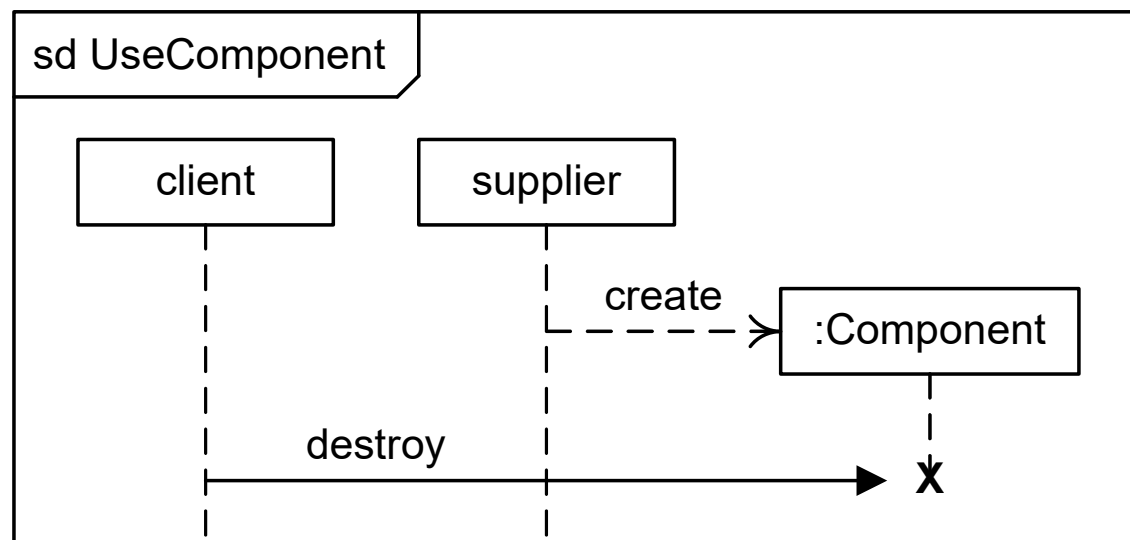 sd UseComponent
client
supplier
create
:Component
destroy
X